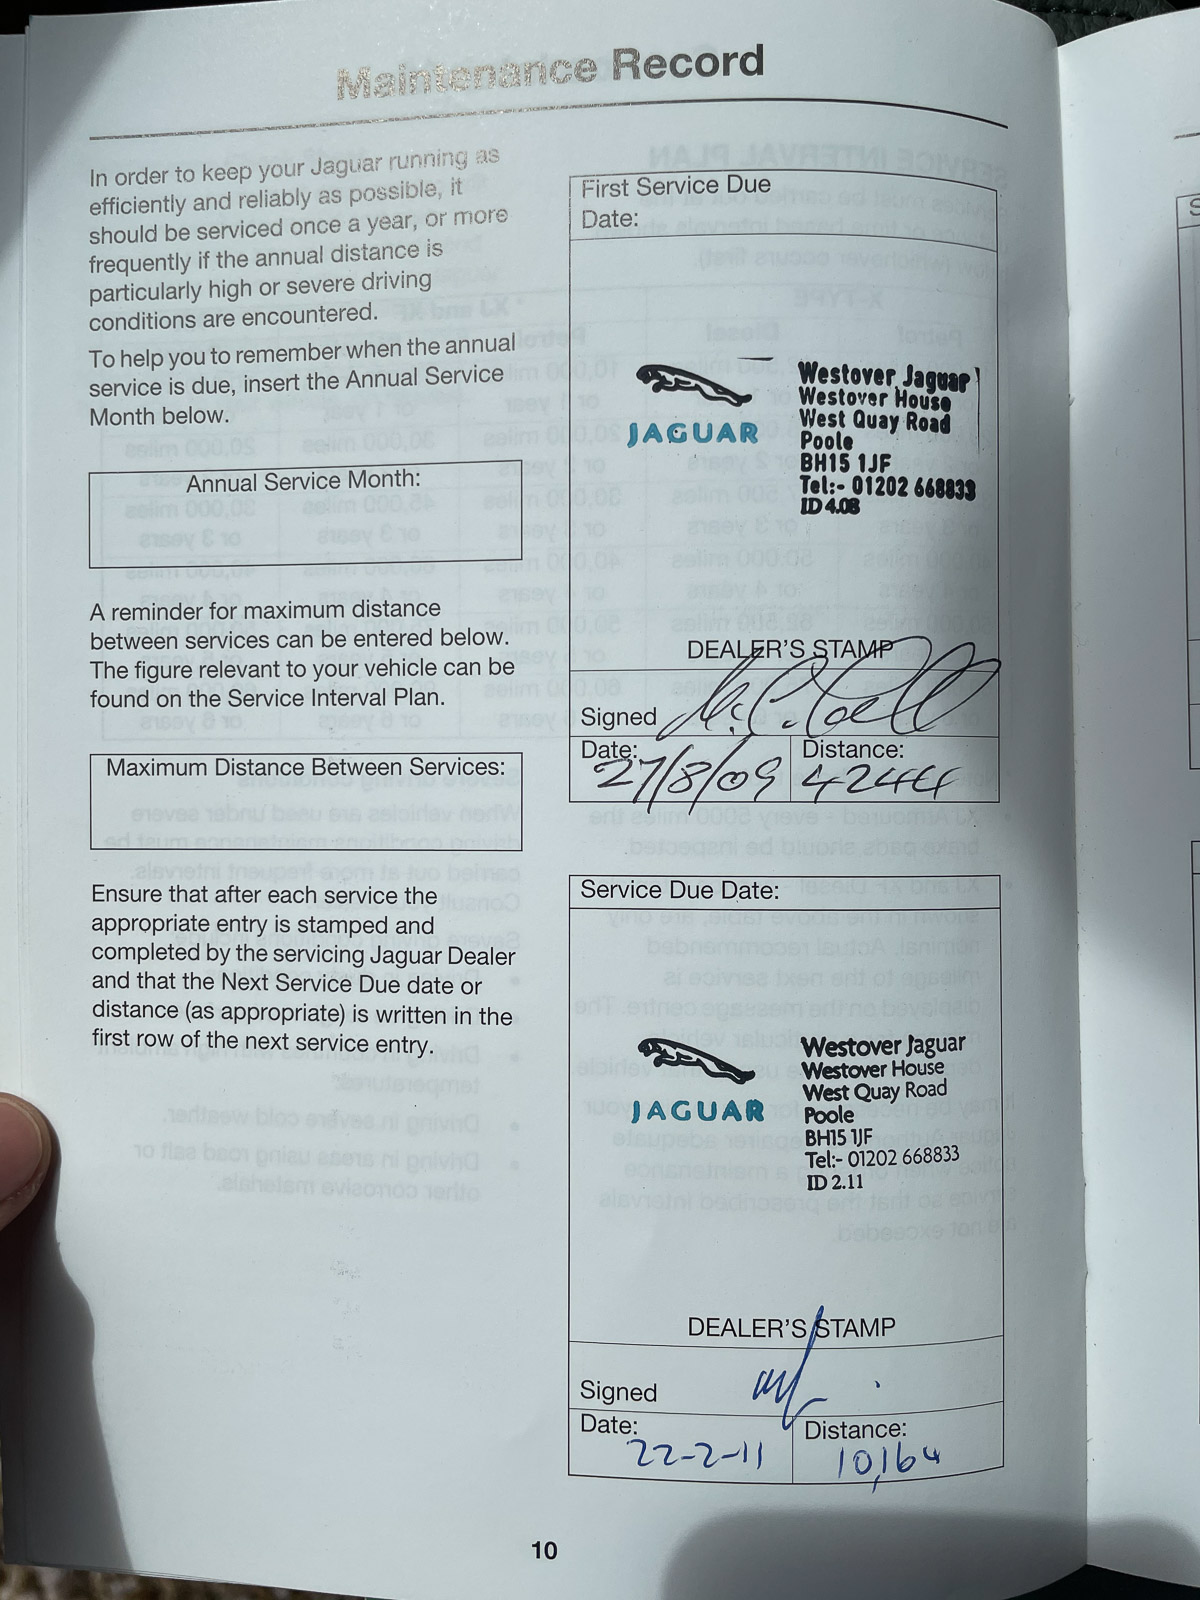 Maintenance Record
In order to keep your Jaguar running as
efficiently and reliably as possible, it
should be serviced once a year, or more
frequently if the annual distance is
particularly high or severe driving
conditions are encountered.
To help you to remember when the annual
service is due, insert the Annual Service
Month below.
Annual Service Month:
A reminder for maximum distance
between services can be entered below.
The figure relevant to your vehicle can be
found on the Service Interval Plan.
Maximum Distance Between Services:
Ensure that after each service the
appropriate entry is stamped and
completed by the servicing Jaguar Dealer
and that the Next Service Due date or
distance (as appropriate) is written in the
first row of the next service entry.
First Service Due
Date:
JAGUAR
Westover Jaguar
Westover House
West Quay Road
Poole
BH15 1JF
Tel:- 01202 668833
ID 4.08
DEALER'S STAMP
Signed
Date: 27/8/09 Distance: 4244
Service Due Date:
JAGUAR
Westover Jaguar
Westover House
West Quay Road
Poole
BH15 1JF
Tel:- 01202 668833
ID 2.11
DEALER'S STAMP
Signed
Date: 22-2-11 Distance: 10,164
10